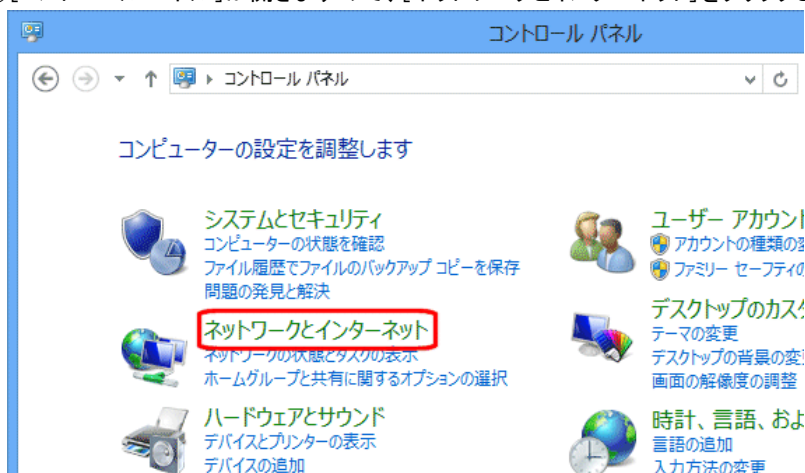 コントロール パネル
コントロール パネル
コンピューターの設定を調整します
システムとセキュリティ
コンピューターの状態を確認
ファイル履歴でファイルのバックアップ コピーを保存
問題の発見と解決
ネットワークとインターネット
ネットワークの状態とタスクの表示
ホームグループと共有に関するオプションの選択
ハードウェアとサウンド
デバイスとプリンターの表示
デバイスの追加
ユーザー アカウント
アカウントの種類の変
ファミリー セーフティの
デスクトップのカスタ
テーマの変更
デスクトップの背景の変
画面の解像度の調整
時計、言語、およ
言語の追加
入力方法の変更